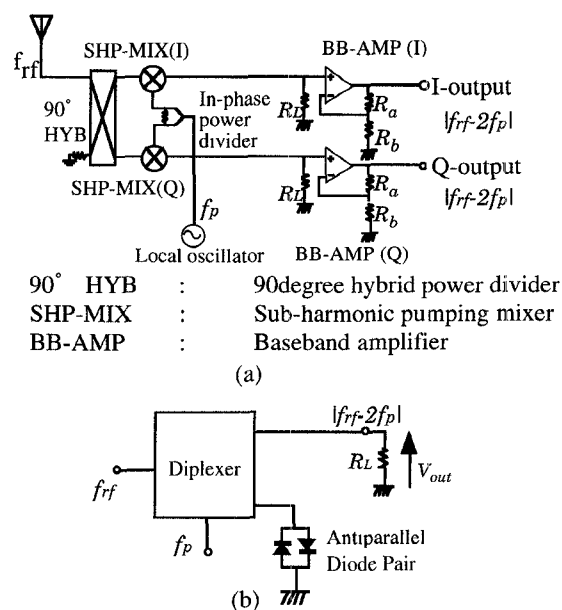 f_rf
SHP-MIX(I)
BB-AMP (I)
I-output
|f_rf-2f_p|
R_L
R_a
R_b
90° HYB
In-phase power divider
SHP-MIX(Q)
Q-output
|f_rf-2f_p|
R_L
R_a
R_b
f_p
Local oscillator
BB-AMP (Q)
90° HYB : 90degree hybrid power divider
SHP-MIX : Sub-harmonic pumping mixer
BB-AMP : Baseband amplifier
(a)
|f_rf-2f_p|
Diplexer
R_L
V_out
f_rf
f_p
Antiparallel
Diode Pair
(b)